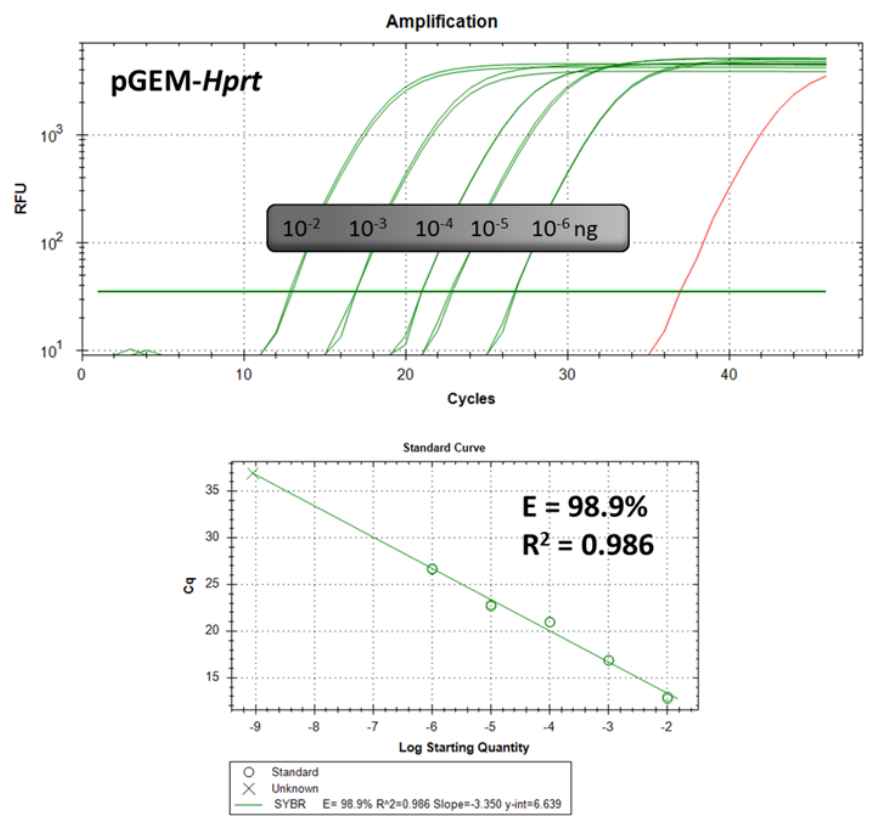 Amplification
pGEM-Hprt
10³
10²
10¹
RFU
10⁻² 10⁻³ 10⁻⁴ 10⁻⁵ 10⁻⁶ ng
0 10 20 30 40
Cycles
Standard Curve
E = 98.9%
R² = 0.986
35
30
25
20
15
Cq
-9 -8 -7 -6 -5 -4 -3 -2
Log Starting Quantity
Standard
Unknown
SYBR E= 98.9% R^2=0.986 Slope=-3.350 y-int=6.639